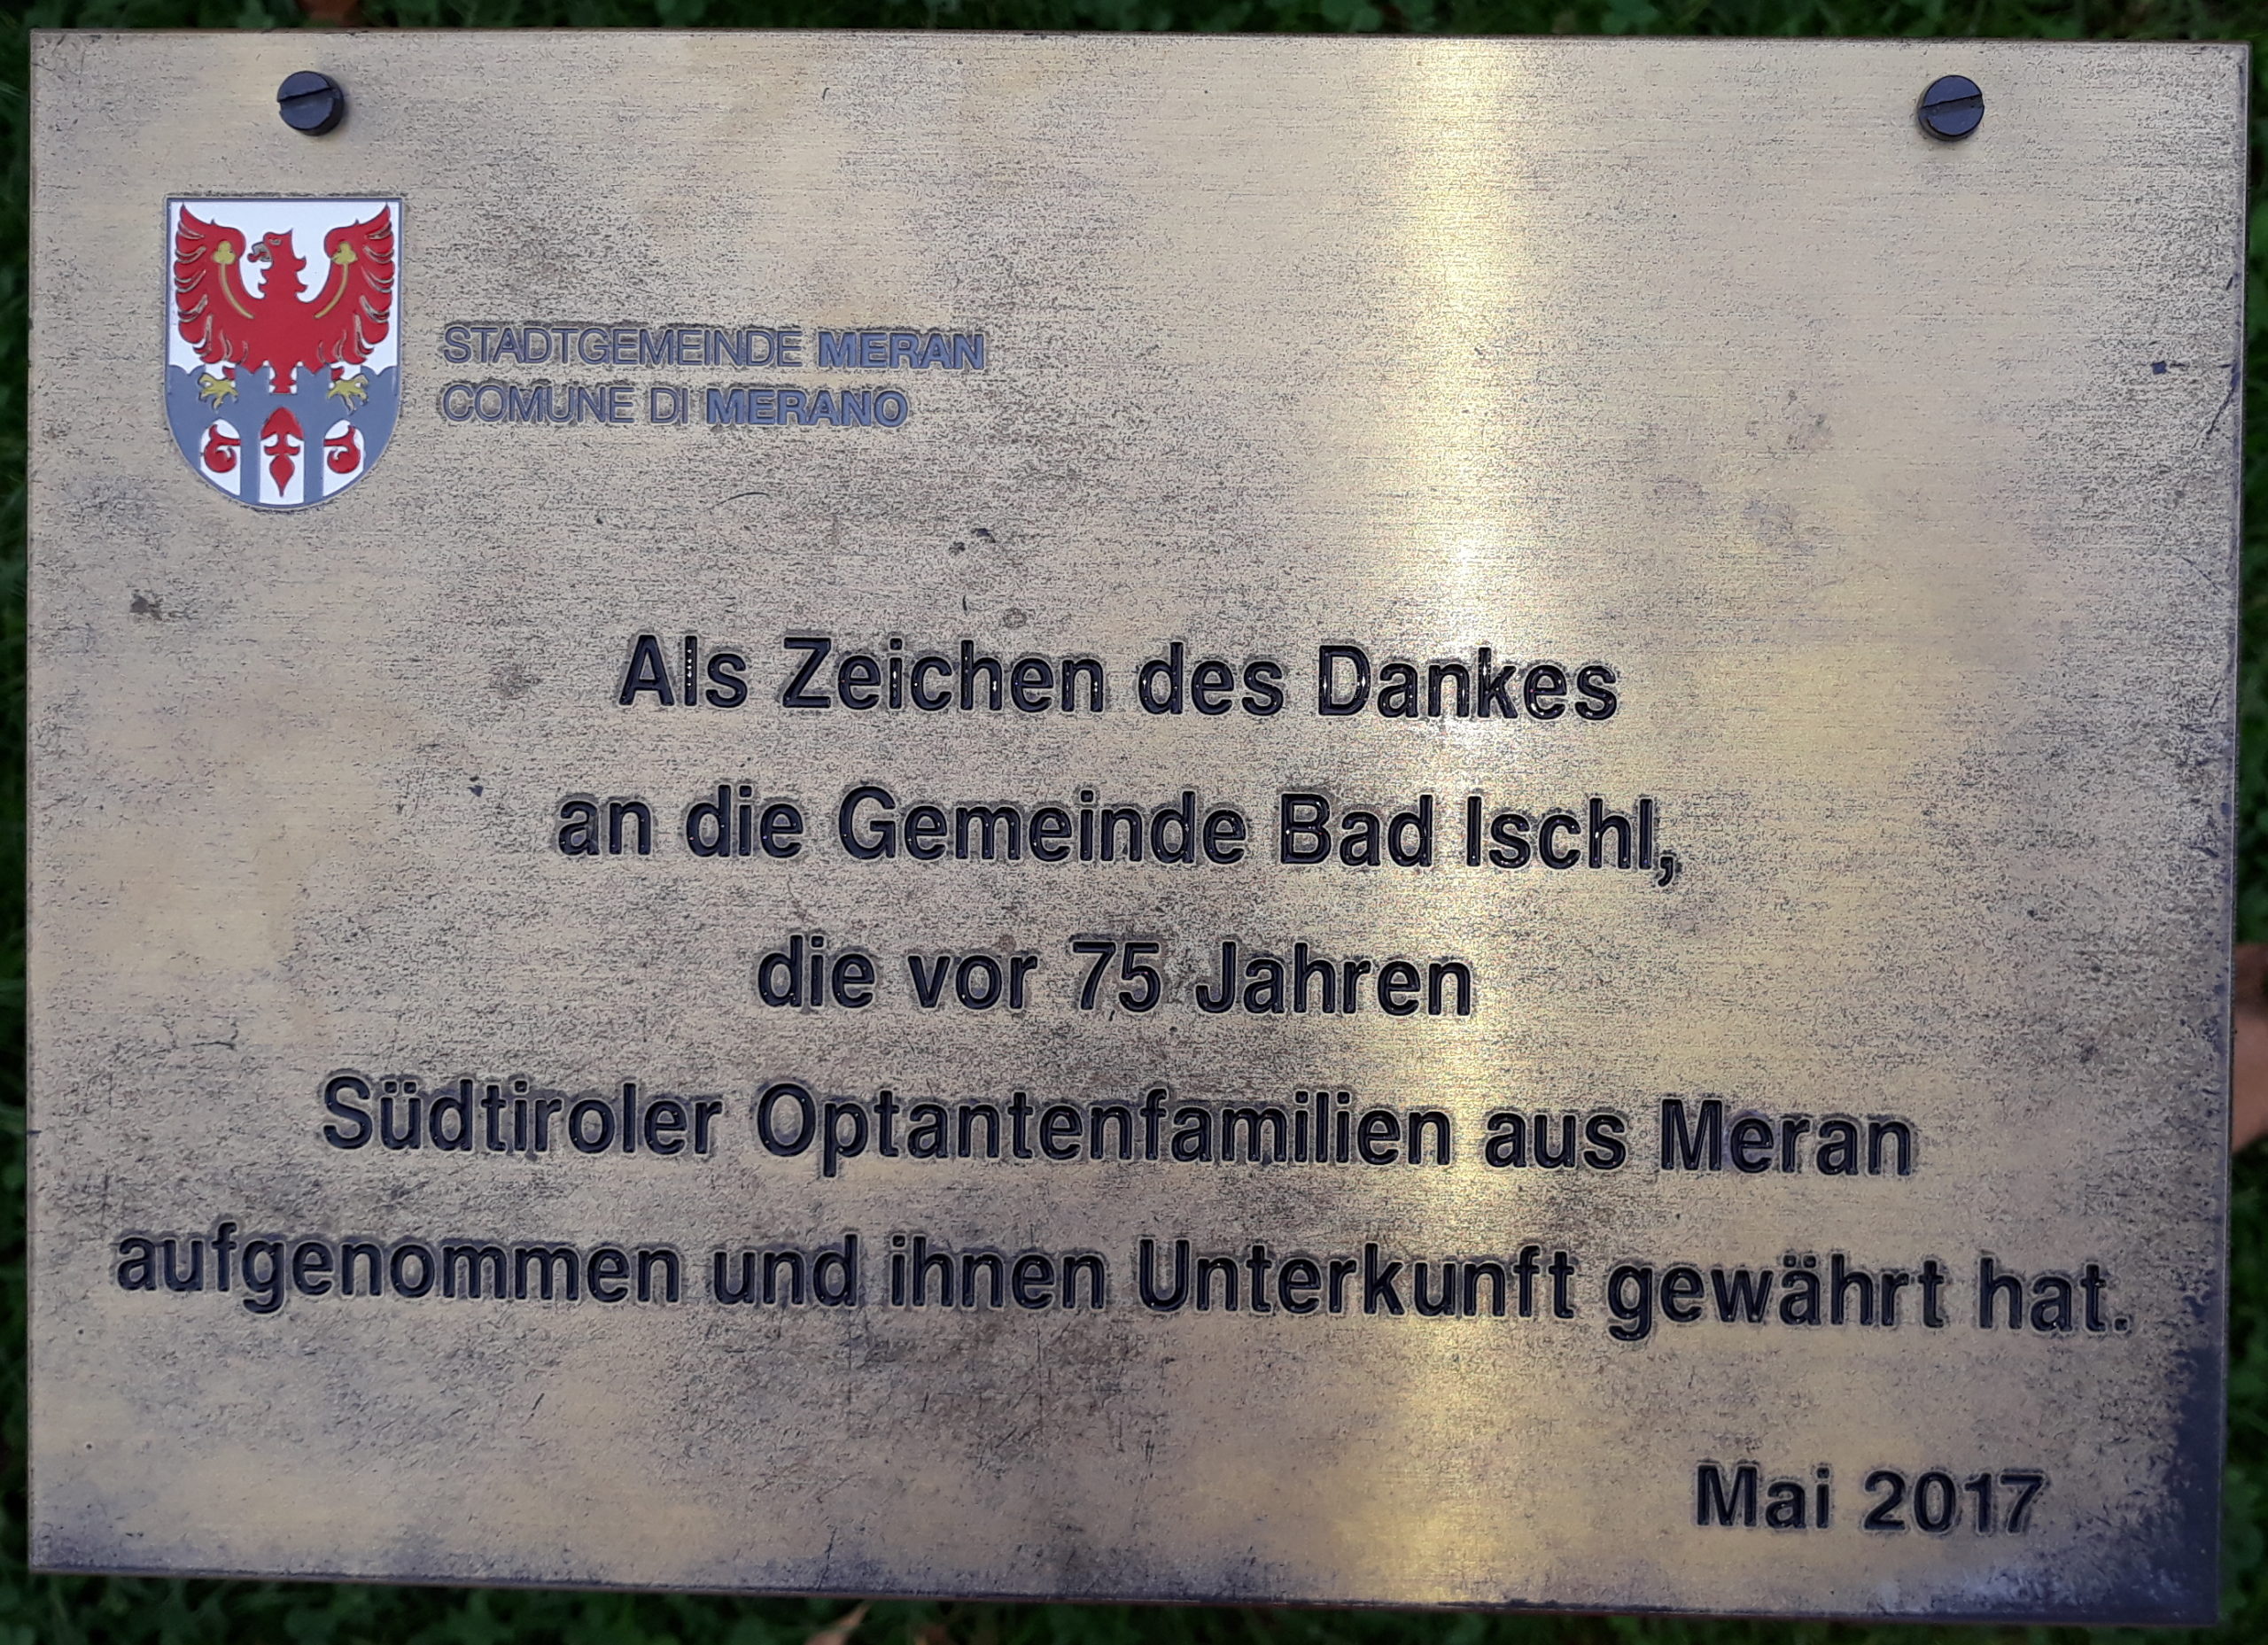 STADTGEMEINDE MERAN
COMUNE DI MERANO
Als Zeichen des Dankes
an die Gemeinde Bad Ischl,
die vor 75 Jahren
Südtiroler Optantenfamilien aus Meran
aufgenommen und ihnen Unterkunft gewährt hat.
Mai 2017